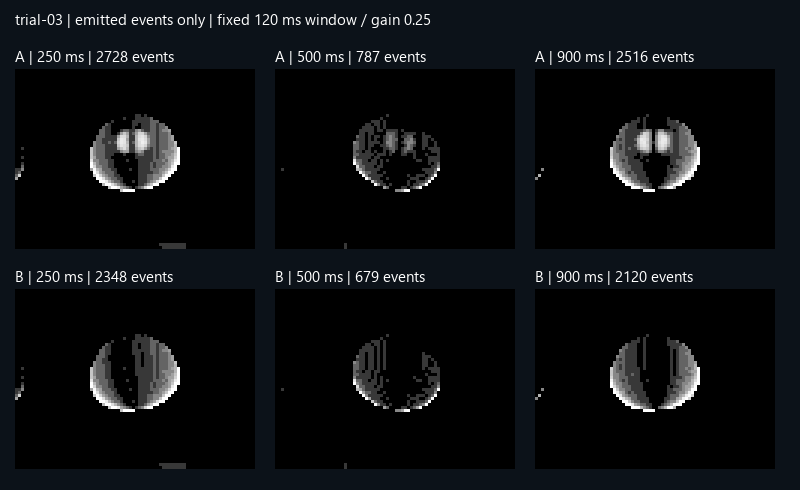 trial-03 | emitted events only | fixed 120 ms window / gain 0.25
A | 250 ms | 2728 events
A | 500 ms | 787 events
A | 900 ms | 2516 events
B | 250 ms | 2348 events
B | 500 ms | 679 events
B | 900 ms | 2120 events